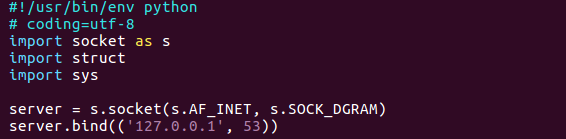 #!/usr/bin/env python
# coding=utf-8
import socket as s
import struct
import sys
server = s.socket(s.AF_INET, s.SOCK_DGRAM)
server.bind(('127.0.0.1', 53))